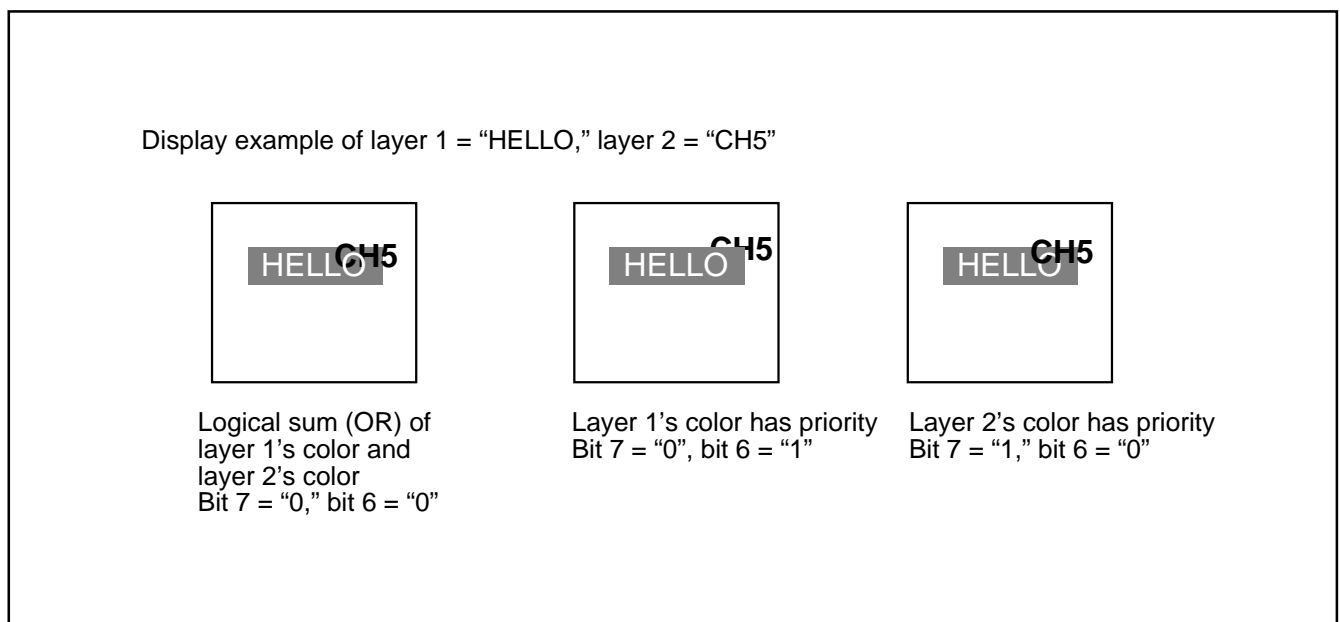 Display example of layer 1 = “HELLO,” layer 2 = “CH5”
HELLO
CH5
HELLO
CH5
HELLO
CH5
Logical sum (OR) of
layer 1’s color and
layer 2’s color
Bit 7 = “0,” bit 6 = “0”
Layer 1’s color has priority
Bit 7 = “0”, bit 6 = “1”
Layer 2’s color has priority
Bit 7 = “1,” bit 6 = “0”